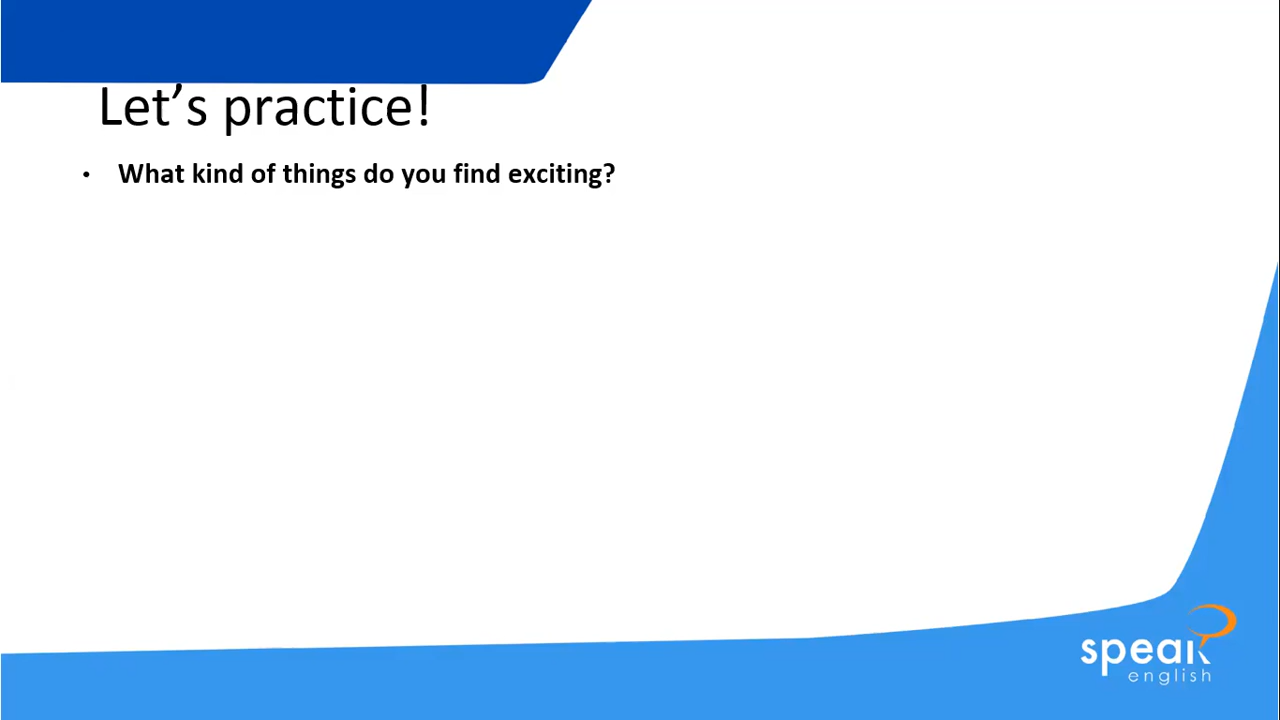 Let’s practice!
• What kind of things do you find exciting?
speak
english